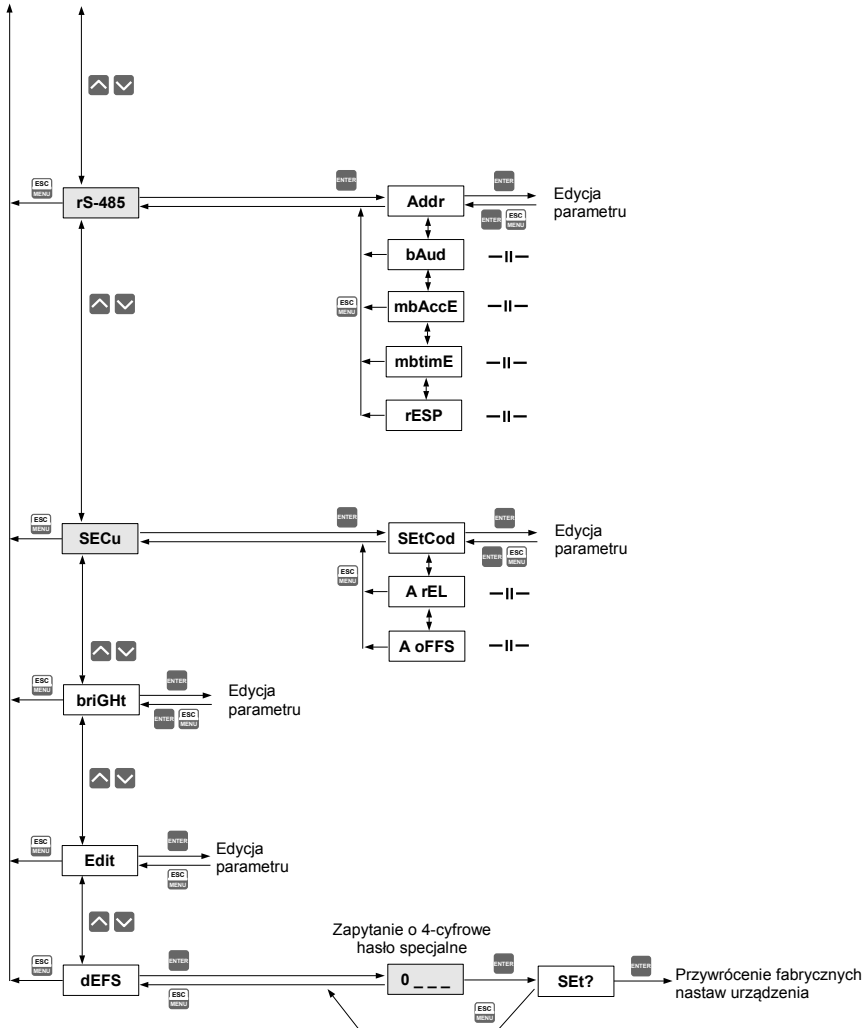 ESC
MENU
ENTER
ENTER
rS-485
Addr
Edycja
parametru
ENTER
ESC
MENU
bAud
—II—
ESC
MENU
mbAccE
—II—
mbtimE
—II—
rESP
—II—
ESC
MENU
ENTER
ENTER
SECu
SEtCod
Edycja
parametru
ENTER
ESC
MENU
ESC
MENU
A rEL
—II—
A oFFS
—II—
ESC
MENU
ENTER
briGHt
Edycja
parametru
ENTER
ESC
MENU
ESC
MENU
ENTER
Edit
Edycja
parametru
ESC
MENU
Zapytanie o 4-cyfrowe
hasło specjalne
ESC
MENU
ENTER
ENTER
ENTER
dEFS
0 _ _ _
SEt?
Przywrócenie fabrycznych
nastaw urządzenia
ESC
MENU
ESC
MENU